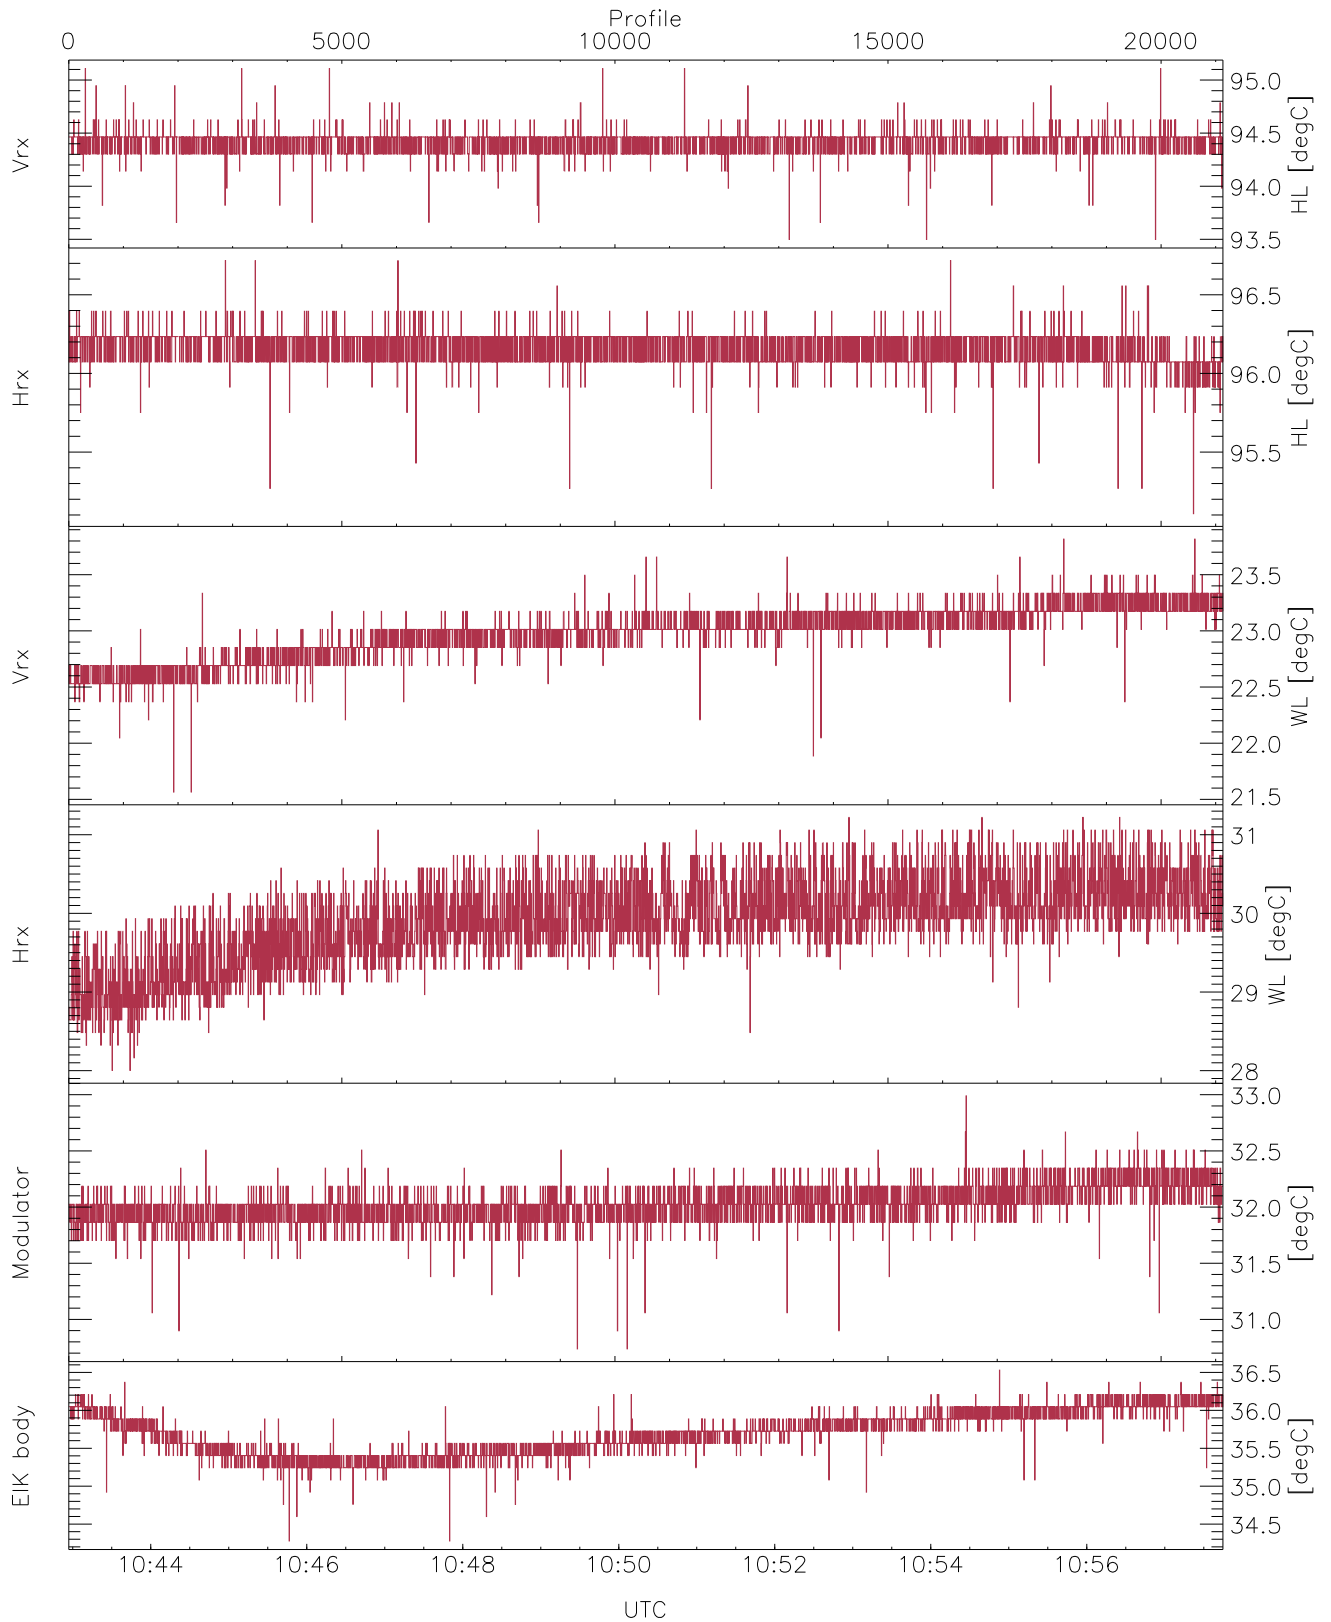 Profile
0 5000 10000 15000 20000
Vrx
95.0
94.5
94.0
93.5
HL [degC]
Hrx
96.5
96.0
95.5
HL [degC]
Vrx
23.5
23.0
22.5
22.0
21.5
WL [degC]
Hrx
31
30
29
28
WL [degC]
Modulator
33.0
32.5
32.0
31.5
31.0
[degC]
EIK body
36.5
36.0
35.5
35.0
34.5
[degC]
10:44 10:46 10:48 10:50 10:52 10:54 10:56
UTC